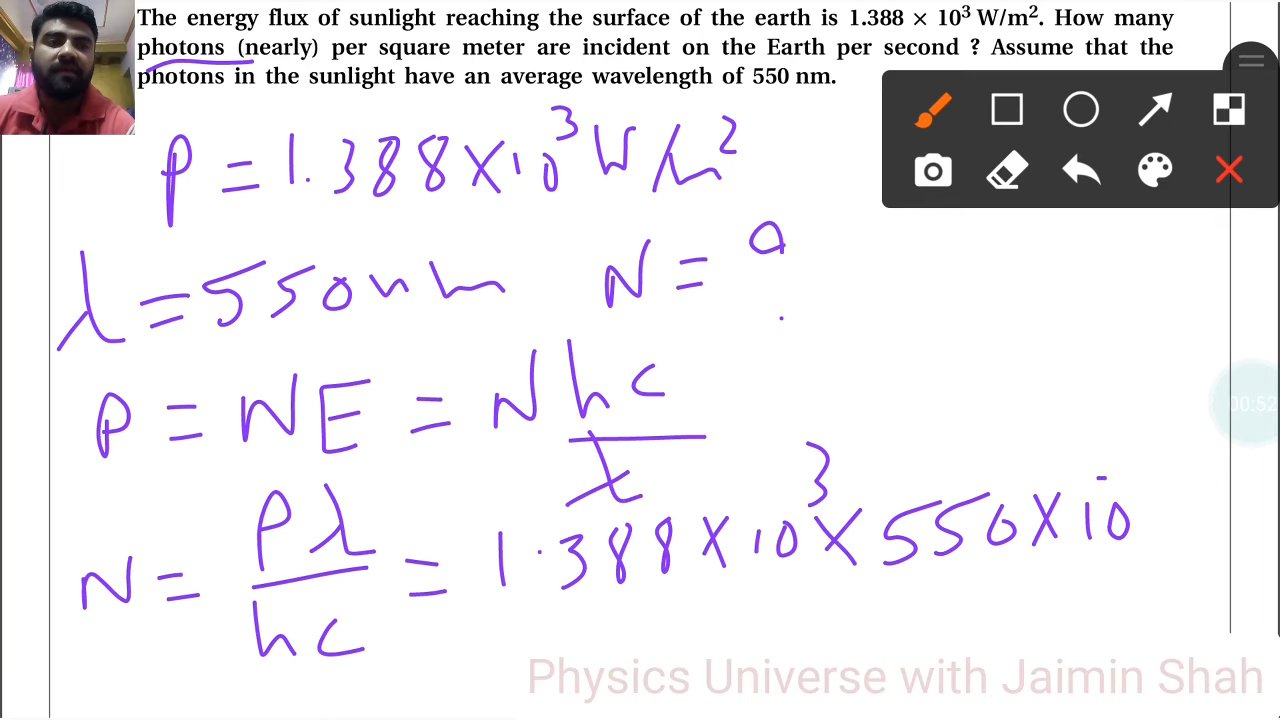 The energy flux of sunlight reaching the surface of the earth is 1.388 × 10³ W/m². How many
photons (nearly) per square meter are incident on the Earth per second ? Assume that the
photons in the sunlight have an average wavelength of 550 nm.
P = 1.388 × 10³ W/m²
λ = 550 nm N = ?
00:52
P = NE = N hc/λ
N = Pλ/hc = 1.388 × 10³ × 550 × 10⁻
Physics Universe with Jaimin Shah